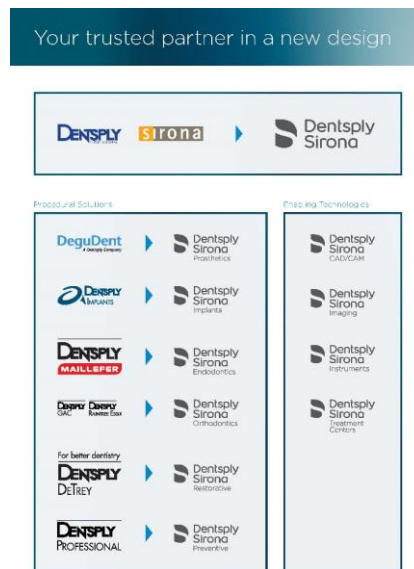 Your trusted partner in a new design
DENTSPLY
sirona
Dentsply
Sirona
Procedural Solutions
Enabling Technologies
DeguDent
A Dentsply Company
Dentsply
Sirona
Prosthetics
DENTSPLY
IMPLANTS
Dentsply
Sirona
Implants
DENTSPLY
MAILLEFER
Dentsply
Sirona
Endodontics
DENTSPLY
GAC
DENTSPLY
RAINTREE ESSIX
Dentsply
Sirona
Orthodontics
For better dentistry
DENTSPLY
DETREY
Dentsply
Sirona
Restorative
DENTSPLY
PROFESSIONAL
Dentsply
Sirona
Preventive
Dentsply
Sirona
CAD/CAM
Dentsply
Sirona
Imaging
Dentsply
Sirona
Instruments
Dentsply
Sirona
Treatment
Centers